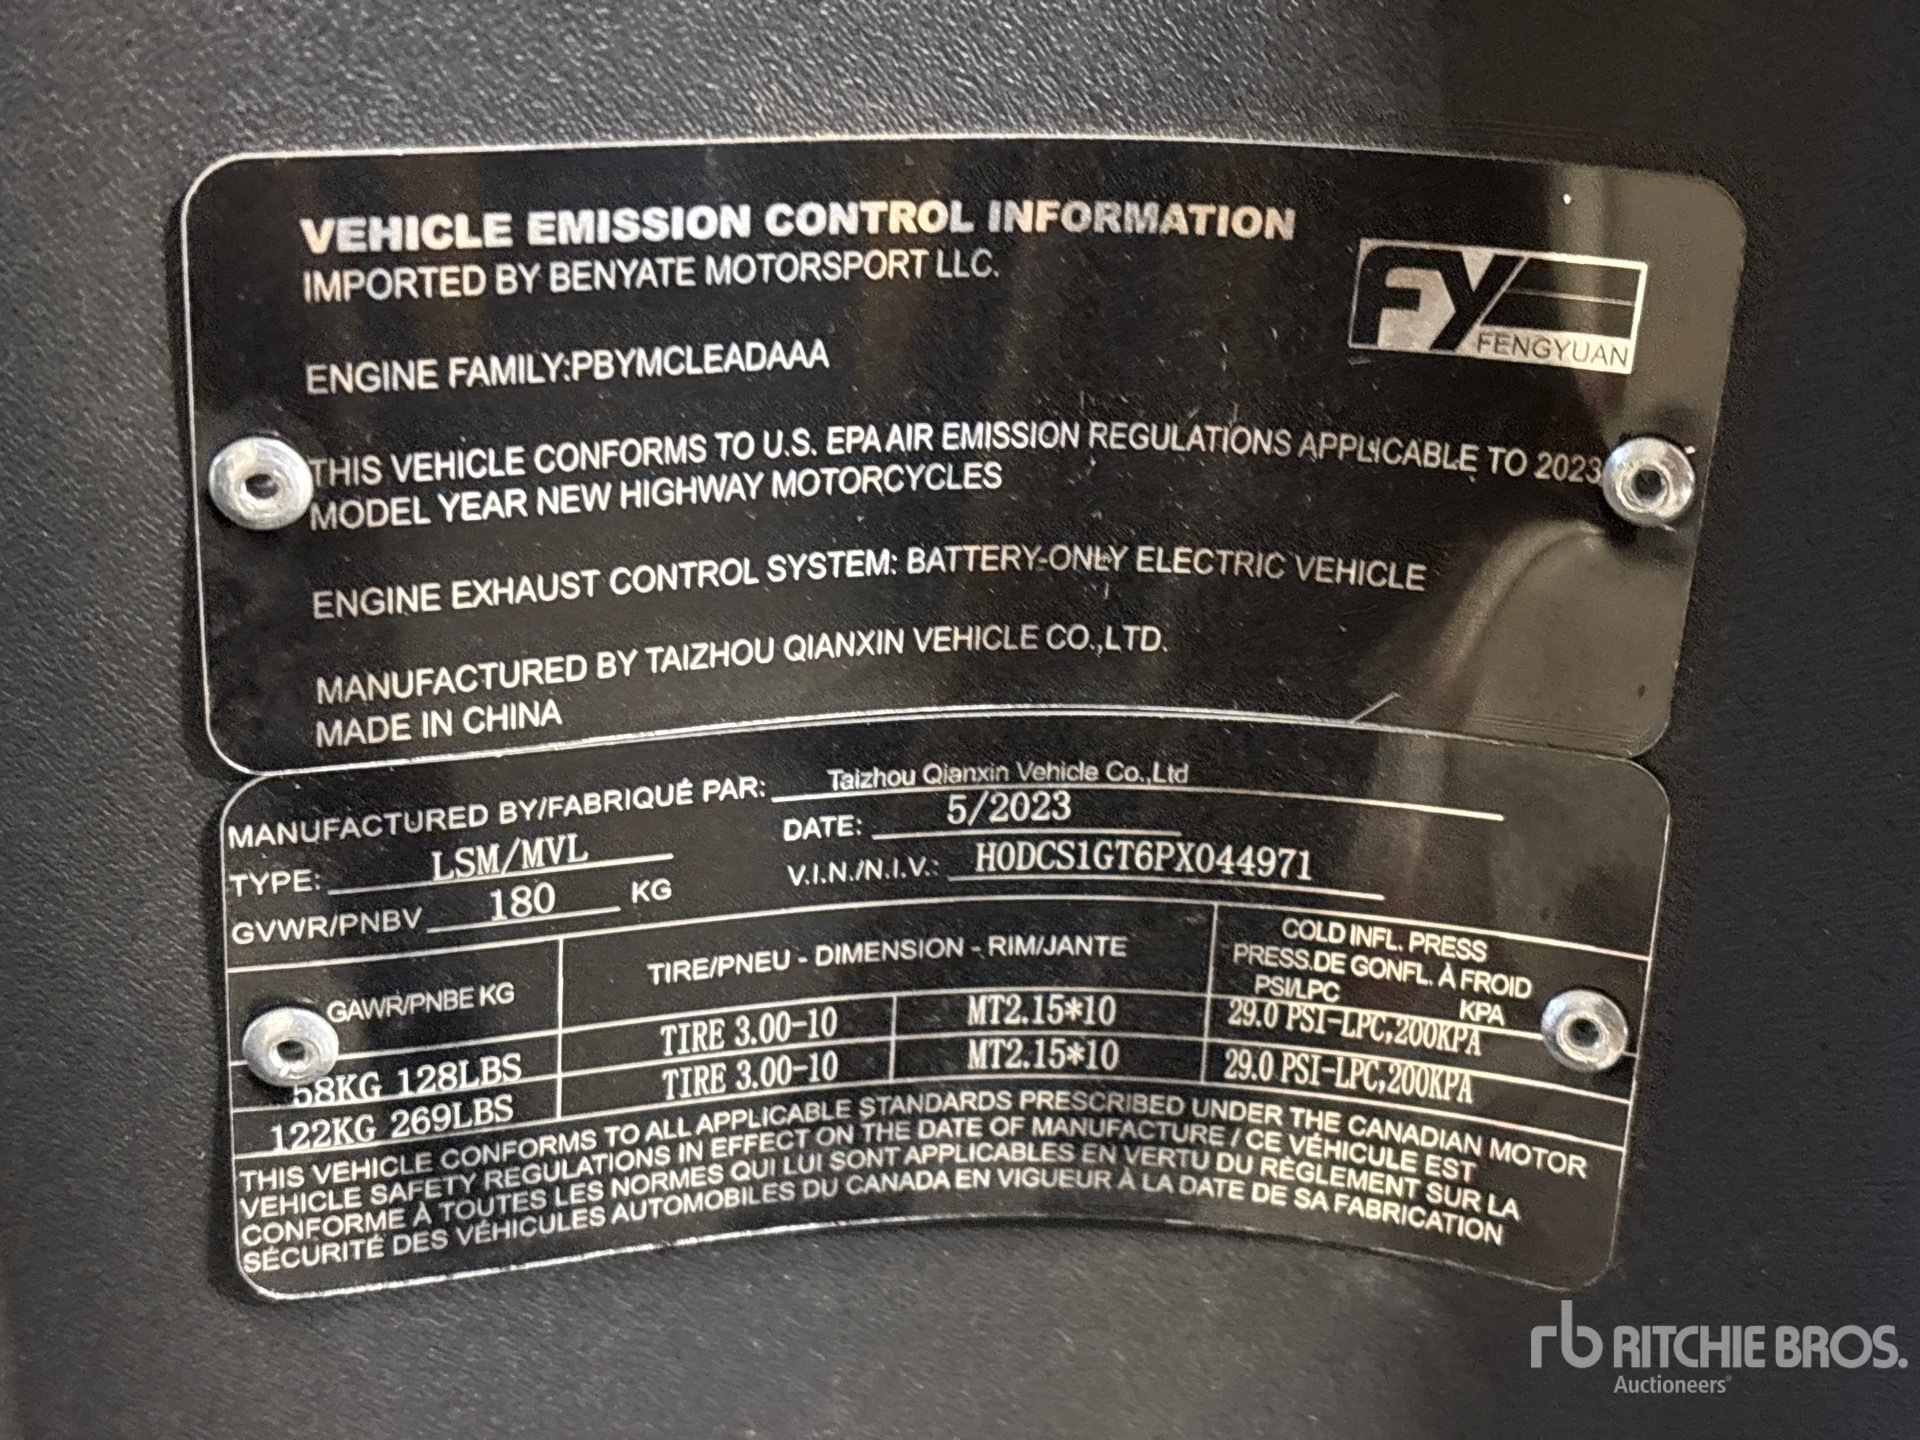 VEHICLE EMISSION CONTROL INFORMATION
IMPORTED BY BENYATE MOTORSPORT LLC.
FY
FENGYUAN
ENGINE FAMILY:PBYMCLEADAAA
THIS VEHICLE CONFORMS TO U.S. EPA AIR EMISSION REGULATIONS APPLICABLE TO 2023
MODEL YEAR NEW HIGHWAY MOTORCYCLES
ENGINE EXHAUST CONTROL SYSTEM: BATTERY-ONLY ELECTRIC VEHICLE
MANUFACTURED BY TAIZHOU QIANXIN VEHICLE CO.,LTD.
MADE IN CHINA
MANUFACTURED BY/FABRIQUÉ PAR: Taizhou Qianxin Vehicle Co.,Ltd
TYPE: LSM/MVL DATE: 5/2023
GVWR/PNBV 180 KG V.I.N./N.I.V.: H0DCS1GT6PX044971
GAWR/PNBE KG
TIRE/PNEU - DIMENSION - RIM/JANTE
COLD INFL. PRESS
PRESS.DE GONFL. À FROID
PSI/LPC KPA
58KG 128LBS TIRE 3.00-10 MT2.15*10 29.0 PSI-LPC,200KPA
122KG 269LBS TIRE 3.00-10 MT2.15*10 29.0 PSI-LPC,200KPA
THIS VEHICLE CONFORMS TO ALL APPLICABLE STANDARDS PRESCRIBED UNDER THE CANADIAN MOTOR
VEHICLE SAFETY REGULATIONS IN EFFECT ON THE DATE OF MANUFACTURE / CE VÉHICULE EST
CONFORME À TOUTES LES NORMES QUI LUI SONT APPLICABLES EN VERTU DU RÈGLEMENT SUR LA
SÉCURITÉ DES VÉHICULES AUTOMOBILES DU CANADA EN VIGUEUR À LA DATE DE SA FABRICATION
rb RITCHIE BROS.
Auctioneers®